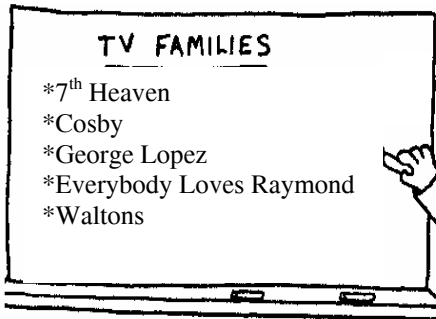 TV FAMILIES
*7th Heaven
*Cosby
*George Lopez
*Everybody Loves Raymond
*Waltons